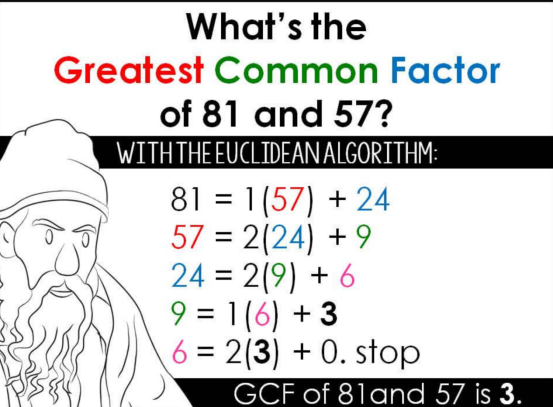 What's the
Greatest Common Factor
of 81 and 57?
WITH THE EUCLIDEAN ALGORITHM:
81 = 1(57) + 24
57 = 2(24) + 9
24 = 2(9) + 6
9 = 1(6) + 3
6 = 2(3) + 0. stop
GCF of 81and 57 is 3.